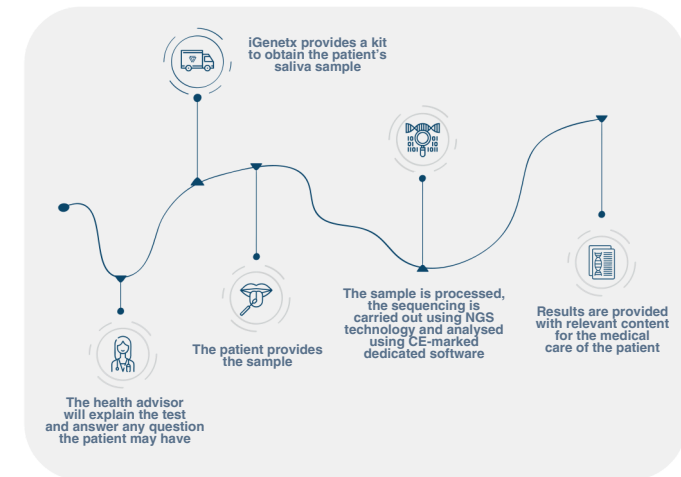 iGenetx provides a kit
to obtain the patient's
saliva sample
The health advisor
will explain the test
and answer any question
the patient may have
The patient provides
the sample
The sample is processed,
the sequencing is
carried out using NGS
technology and analysed
using CE-marked
dedicated software
Results are provided
with relevant content
for the medical
care of the patient